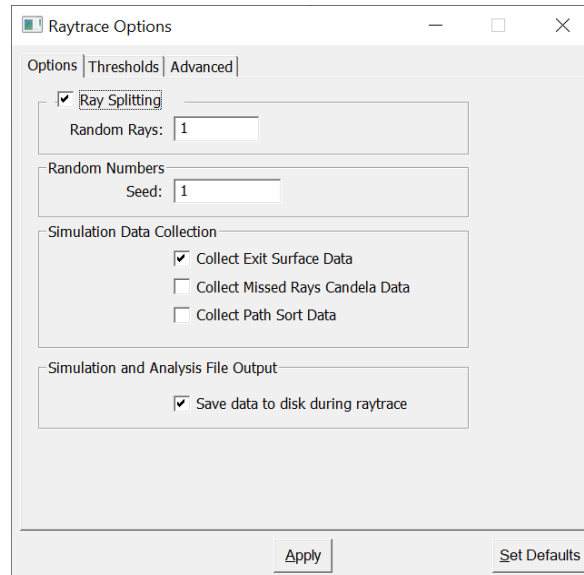 Raytrace Options
Options Thresholds Advanced
Ray Splitting
Random Rays: 1
Random Numbers
Seed: 1
Simulation Data Collection
Collect Exit Surface Data
Collect Missed Rays Candela Data
Collect Path Sort Data
Simulation and Analysis File Output
Save data to disk during raytrace
Apply Set Defaults